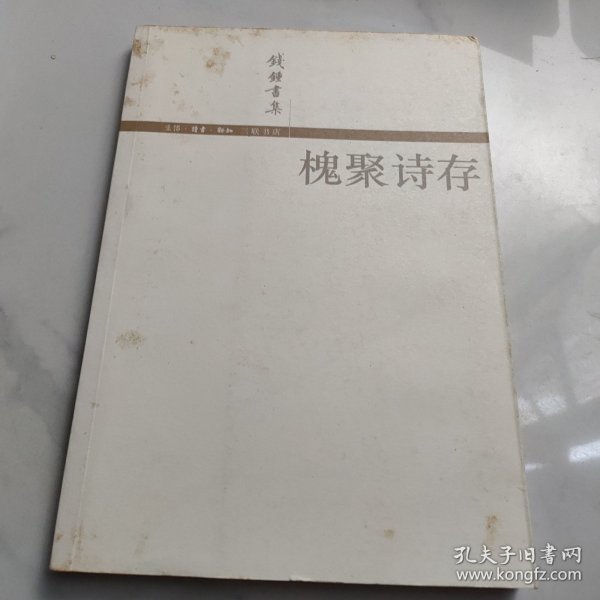 錢鍾書集
生活·讀書·新知 三联书店
槐聚诗存
孔夫子旧书网
www.kongfz.com